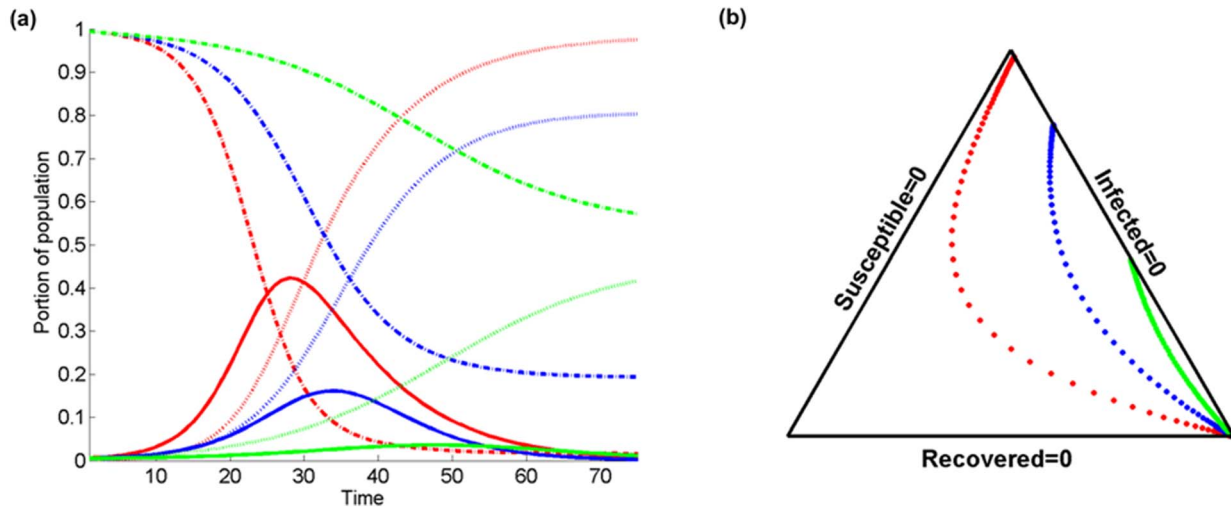 (a)
1
0.9
0.8
0.7
0.6
0.5
0.4
0.3
0.2
0.1
0
Portion of population
10 20 30 40 50 60 70
Time
(b)
Susceptible=0
Infected=0
Recovered=0